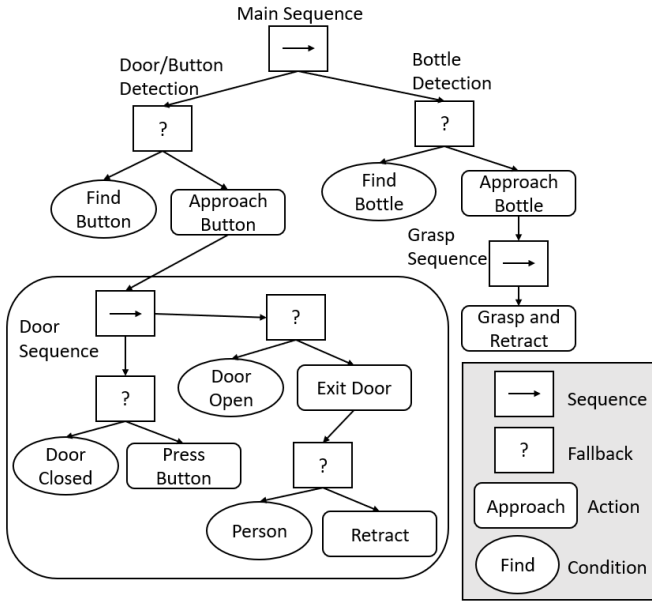 Main Sequence
Door/Button
Detection
Bottle
Detection
?
?
Find
Button
Approach
Button
Find
Bottle
Approach
Bottle
Grasp
Sequence
Grasp and
Retract
Door
Sequence
?
?
Door
Open
Exit Door
Door
Closed
Press
Button
?
Person
Retract
Sequence
?
Fallback
Approach
Action
Find
Condition